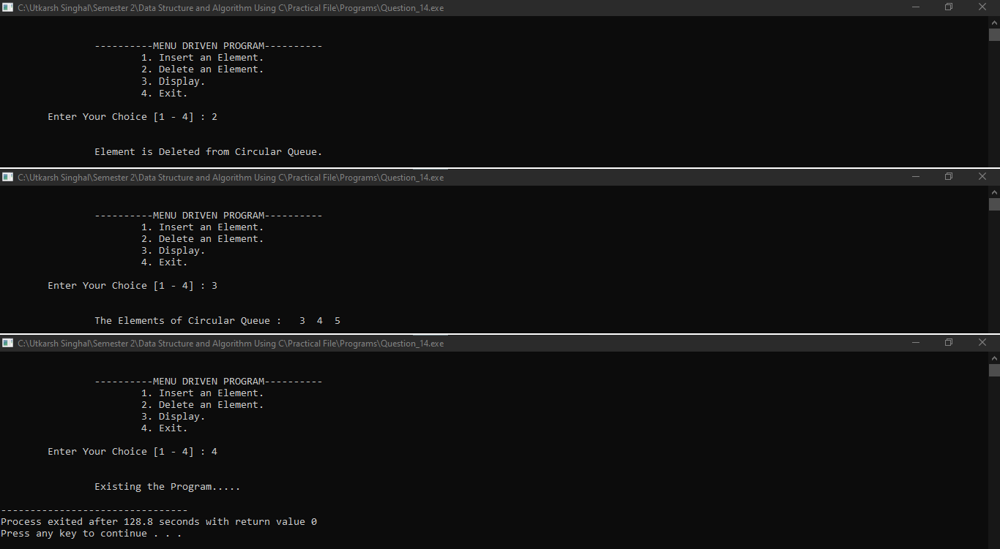 C:\Utkarsh Singhal\Semester 2\Data Structure and Algorithm Using C\Practical File\Programs\Question_14.exe
----------MENU DRIVEN PROGRAM----------
1. Insert an Element.
2. Delete an Element.
3. Display.
4. Exit.
Enter Your Choice [1 - 4] : 2
Element is Deleted from Circular Queue.
C:\Utkarsh Singhal\Semester 2\Data Structure and Algorithm Using C\Practical File\Programs\Question_14.exe
----------MENU DRIVEN PROGRAM----------
1. Insert an Element.
2. Delete an Element.
3. Display.
4. Exit.
Enter Your Choice [1 - 4] : 3
The Elements of Circular Queue :   3  4  5
C:\Utkarsh Singhal\Semester 2\Data Structure and Algorithm Using C\Practical File\Programs\Question_14.exe
----------MENU DRIVEN PROGRAM----------
1. Insert an Element.
2. Delete an Element.
3. Display.
4. Exit.
Enter Your Choice [1 - 4] : 4
Existing the Program.....
--------------------------------
Process exited after 128.8 seconds with return value 0
Press any key to continue . . .